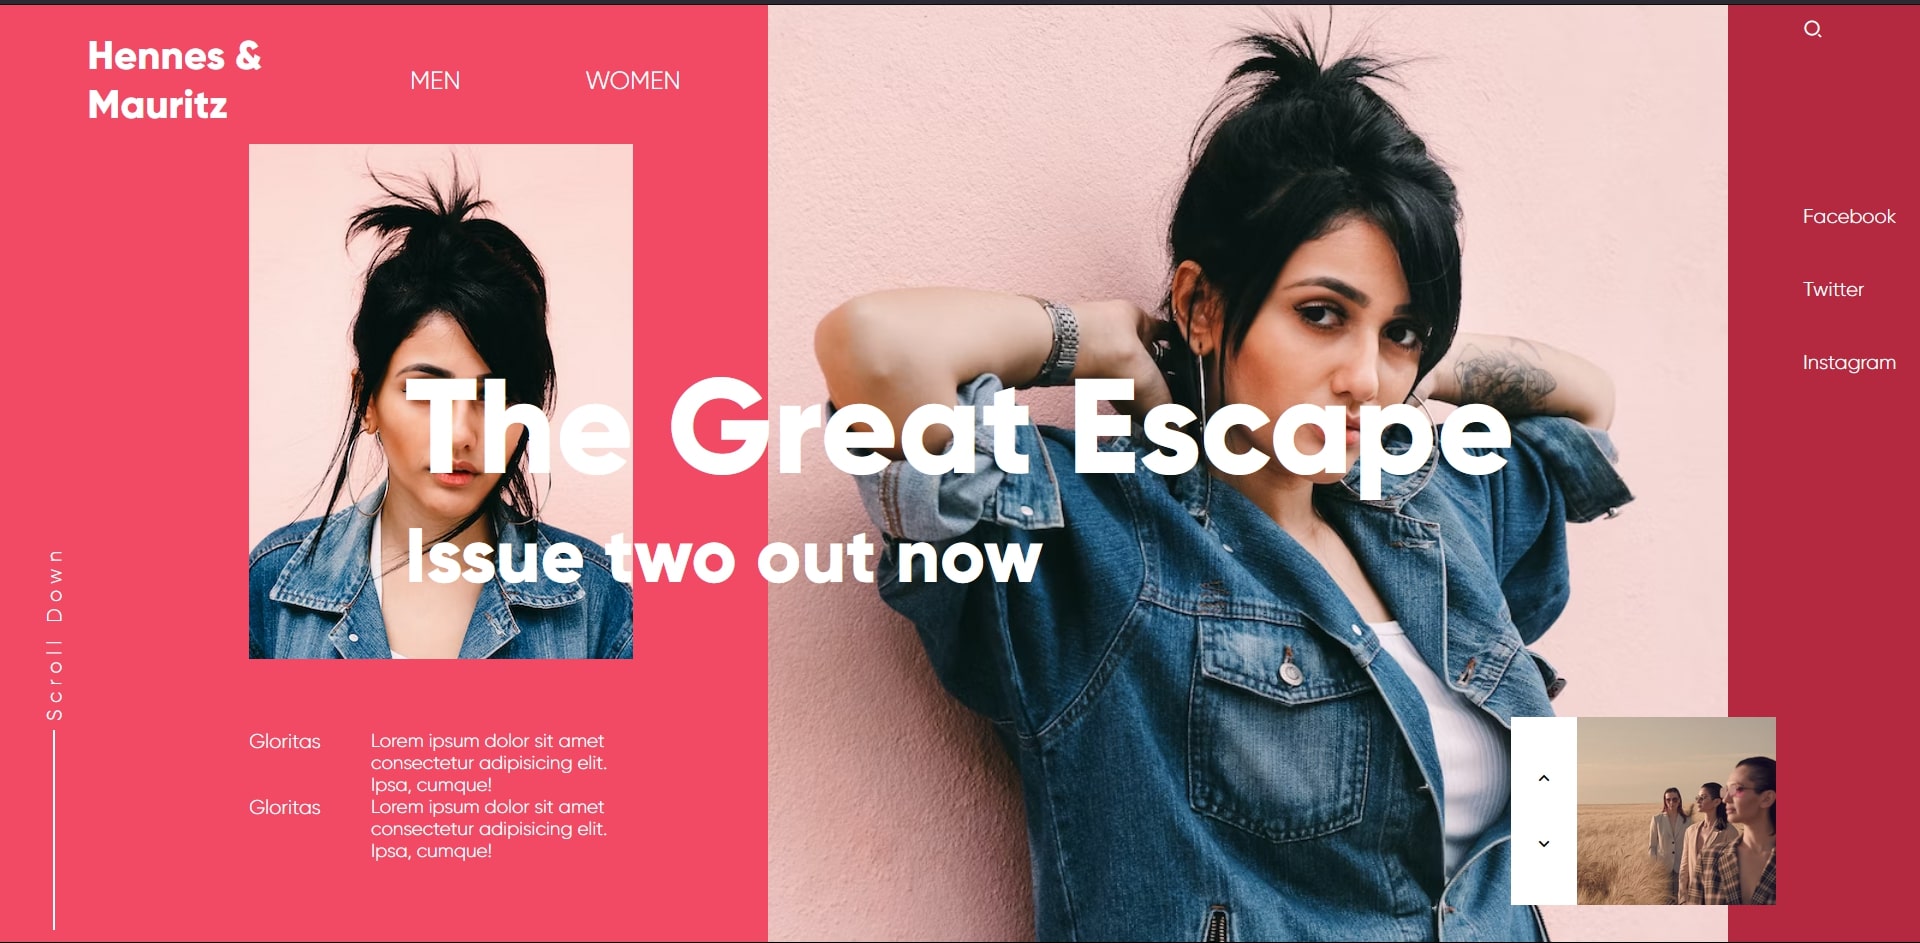 Hennes &
Mauritz
MEN
WOMEN
The Great Escape
Issue two out now
Scroll Down
Gloritas
Lorem ipsum dolor sit amet
consectetur adipisicing elit.
Ipsa, cumque!
Gloritas
Lorem ipsum dolor sit amet
consectetur adipisicing elit.
Ipsa, cumque!
Facebook
Twitter
Instagram